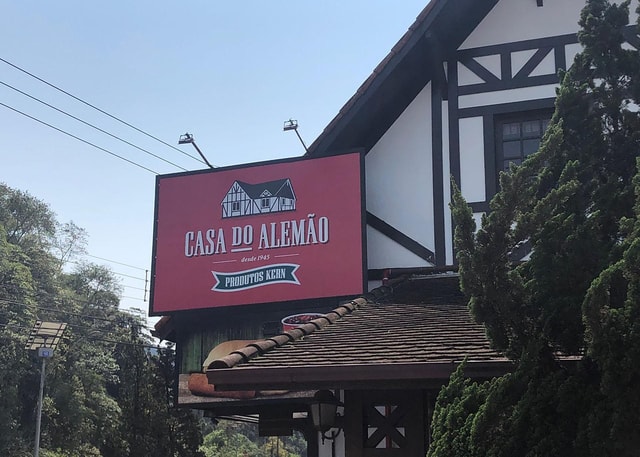 CASA DO ALEMÃO
desde 1945
PRODUTOS KERN